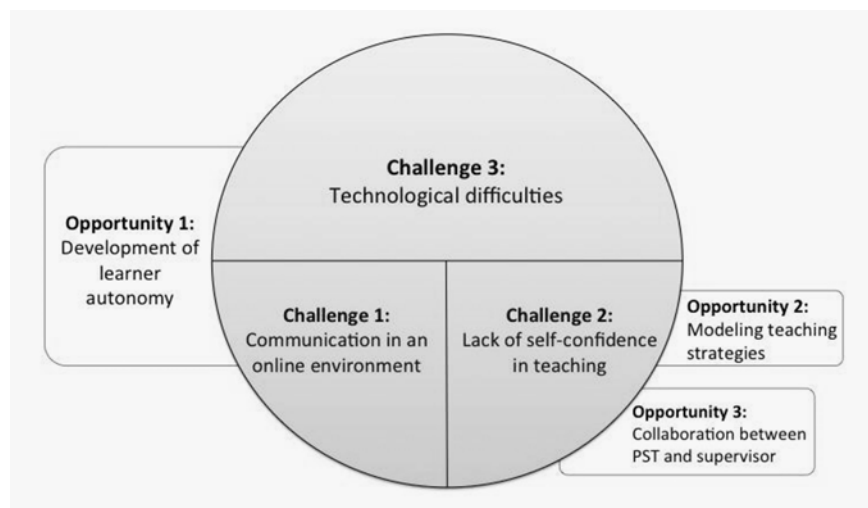 Challenge 3:
Technological difficulties
Opportunity 1:
Development of
learner
autonomy
Challenge 1:
Communication in an
online environment
Challenge 2:
Lack of self-confidence
in teaching
Opportunity 2:
Modeling teaching
strategies
Opportunity 3:
Collaboration between
PST and supervisor